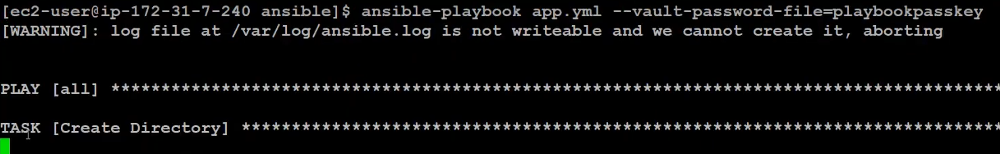 [ec2-user@ip-172-31-7-240 ansible]$ ansible-playbook app.yml --vault-password-file=playbookpasskey
[WARNING]: log file at /var/log/ansible.log is not writeable and we cannot create it, aborting
PLAY [all] *****************************************************************************************
TASK [Create Directory] ****************************************************************************